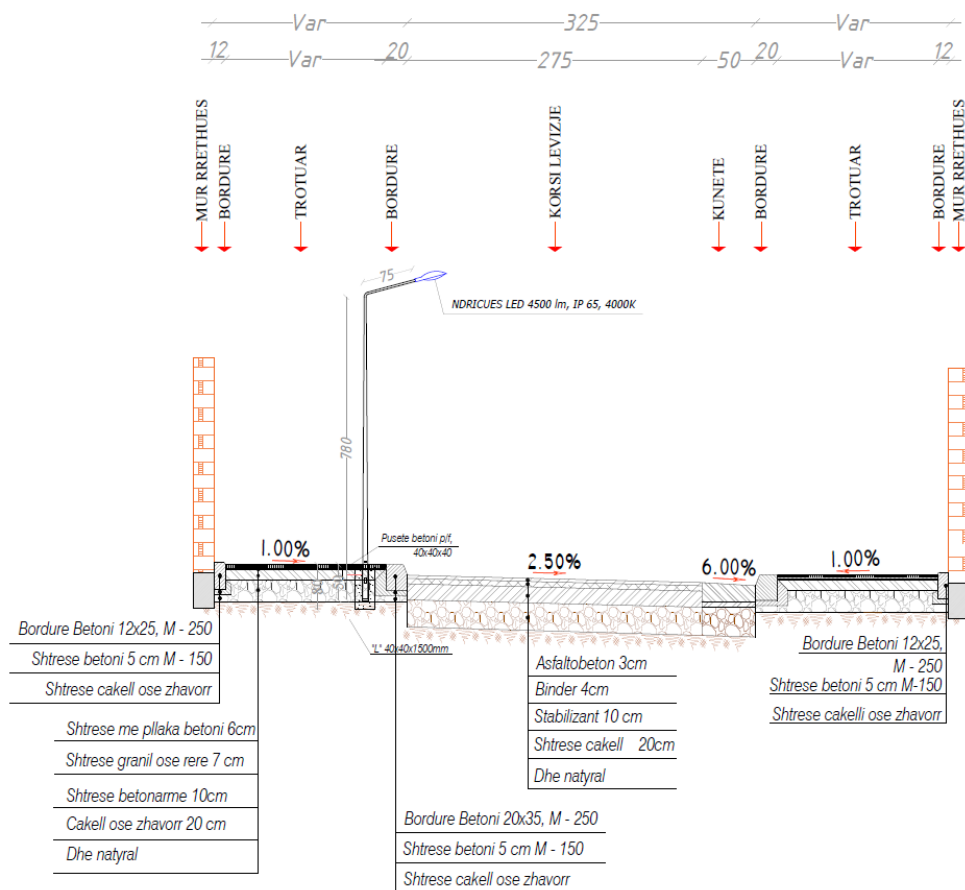 Var 325 Var
12 Var 20 275 50 20 Var 12
MUR RRETHUES
BORDURE
TROTUAR
BORDURE
KORSI LEVIZJE
KUNETE
BORDURE
TROTUAR
BORDURE
MUR RRETHUES
75
NDRICUES LED 4500 lm, IP 65, 4000K
780
Pusete betoni p/f,
40x40x40
1.00%
2.50%
6.00%
1.00%
"L" 40x40x1500mm
Bordure Betoni 12x25, M - 250
Shtrese betoni 5 cm M - 150
Shtrese cakell ose zhavorr
Shtrese me pllaka betoni 6cm
Shtrese granil ose rere 7 cm
Shtrese betonarme 10cm
Cakell ose zhavorr 20 cm
Dhe natyral
Bordure Betoni 20x35, M - 250
Shtrese betoni 5 cm M - 150
Shtrese cakell ose zhavorr
Asfaltobeton 3cm
Binder 4cm
Stabilizant 10 cm
Shtrese cakell 20cm
Dhe natyral
Bordure Betoni 12x25,
M - 250
Shtrese betoni 5 cm M-150
Shtrese cakelli ose zhavorr